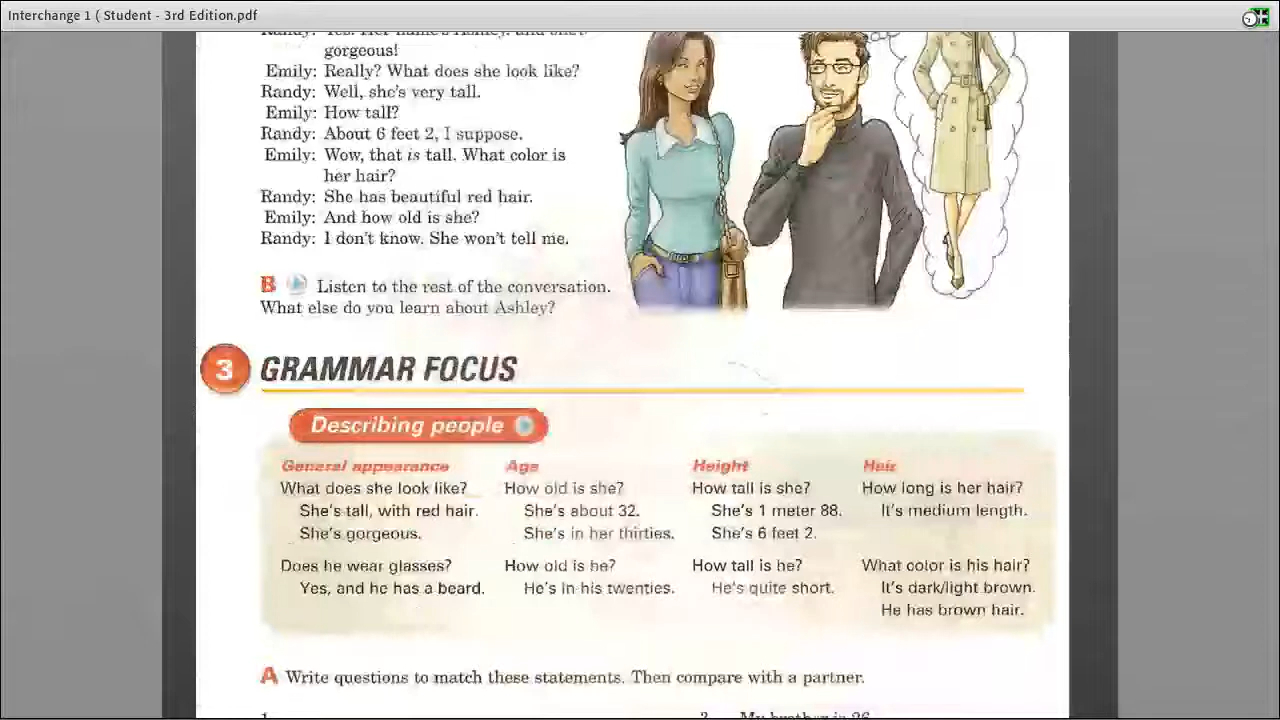 Interchange 1 ( Student - 3rd Edition.pdf
gorgeous!
Emily: Really? What does she look like?
Randy: Well, she's very tall.
Emily: How tall?
Randy: About 6 feet 2, I suppose.
Emily: Wow, that is tall. What color is
her hair?
Randy: She has beautiful red hair.
Emily: And how old is she?
Randy: I don't know. She won't tell me.
B Listen to the rest of the conversation.
What else do you learn about Ashley?
3 GRAMMAR FOCUS
Describing people
General appearance Age Height Hair
What does she look like? How old is she? How tall is she? How long is her hair?
She's tall, with red hair. She's about 32. She's 1 meter 88. It's medium length.
She's gorgeous. She's in her thirties. She's 6 feet 2.
Does he wear glasses? How old is he? How tall is he? What color is his hair?
Yes, and he has a beard. He's in his twenties. He's quite short. It's dark/light brown.
He has brown hair.
A Write questions to match these statements. Then compare with a partner.